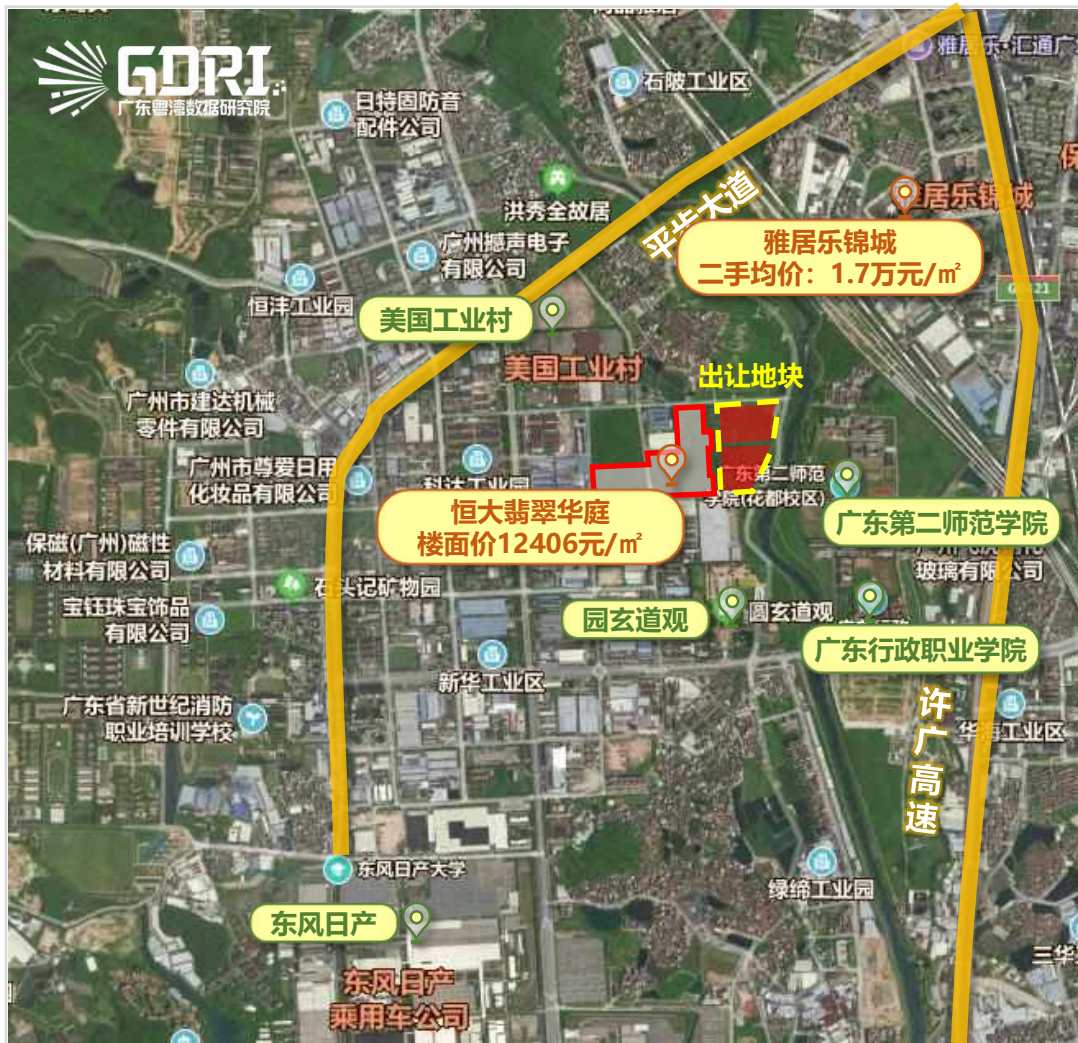 GDRI
广东粤湾数据研究院
石陂工业区
雅居乐·汇通广
日特固防音
配件公司
洪秀全故居
平步大道
雅居乐锦城
二手均价：1.7万元/㎡
居乐锦城
保
广州撼声电子
有限公司
恒沣工业园
美国工业村
美国工业村
出让地块
广州市建达机械
零件有限公司
广州市尊爱日用
化妆品有限公司
科达工业园
恒大翡翠华庭
楼面价12406元/㎡
广东第二师范
学院(花都校区)
广东第二师范学院
保磁(广州)磁性
材料有限公司
玻璃有限公司
石头记矿物园
宝钰珠宝饰品
有限公司
园玄道观
圆玄道观
广东行政职业学院
新华工业区
广东省新世纪消防
职业培训学校
许广高速
华海工业区
东风日产大学
绿缔工业园
东风日产
三华
东风日产
乘用车公司